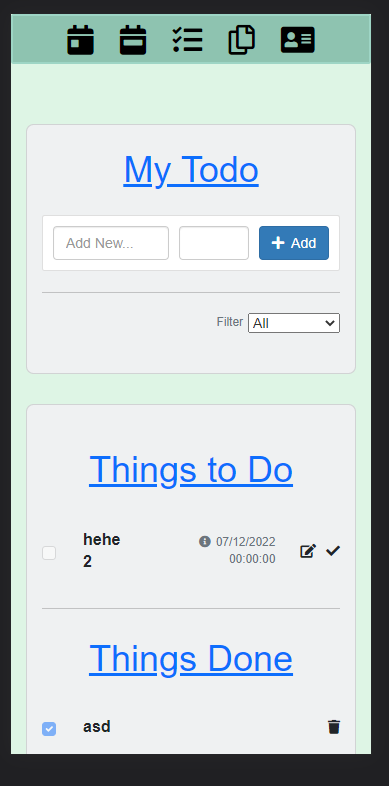 My Todo
Add New...
Add
Filter All
Things to Do
hehe 07/12/2022
2 00:00:00
Things Done
asd